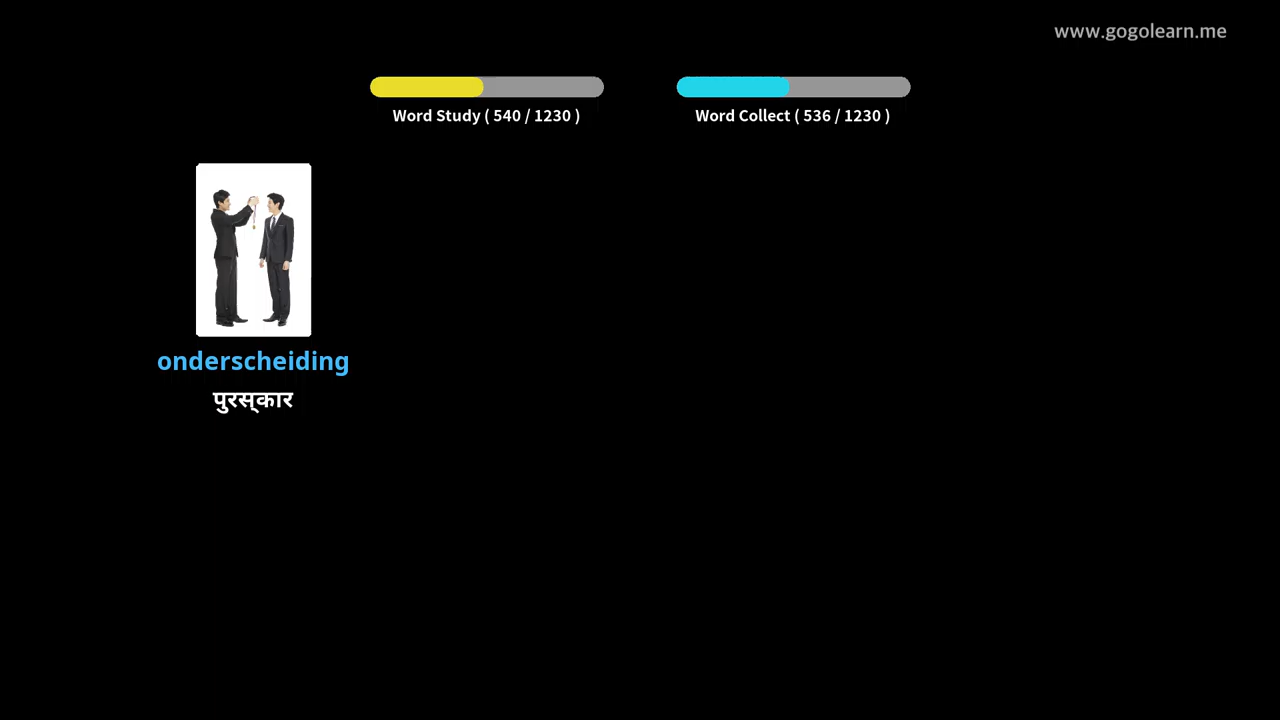 www.gogolearn.me
Word Study ( 540 / 1230 )
Word Collect ( 536 / 1230 )
onderscheiding
पुरस्कार